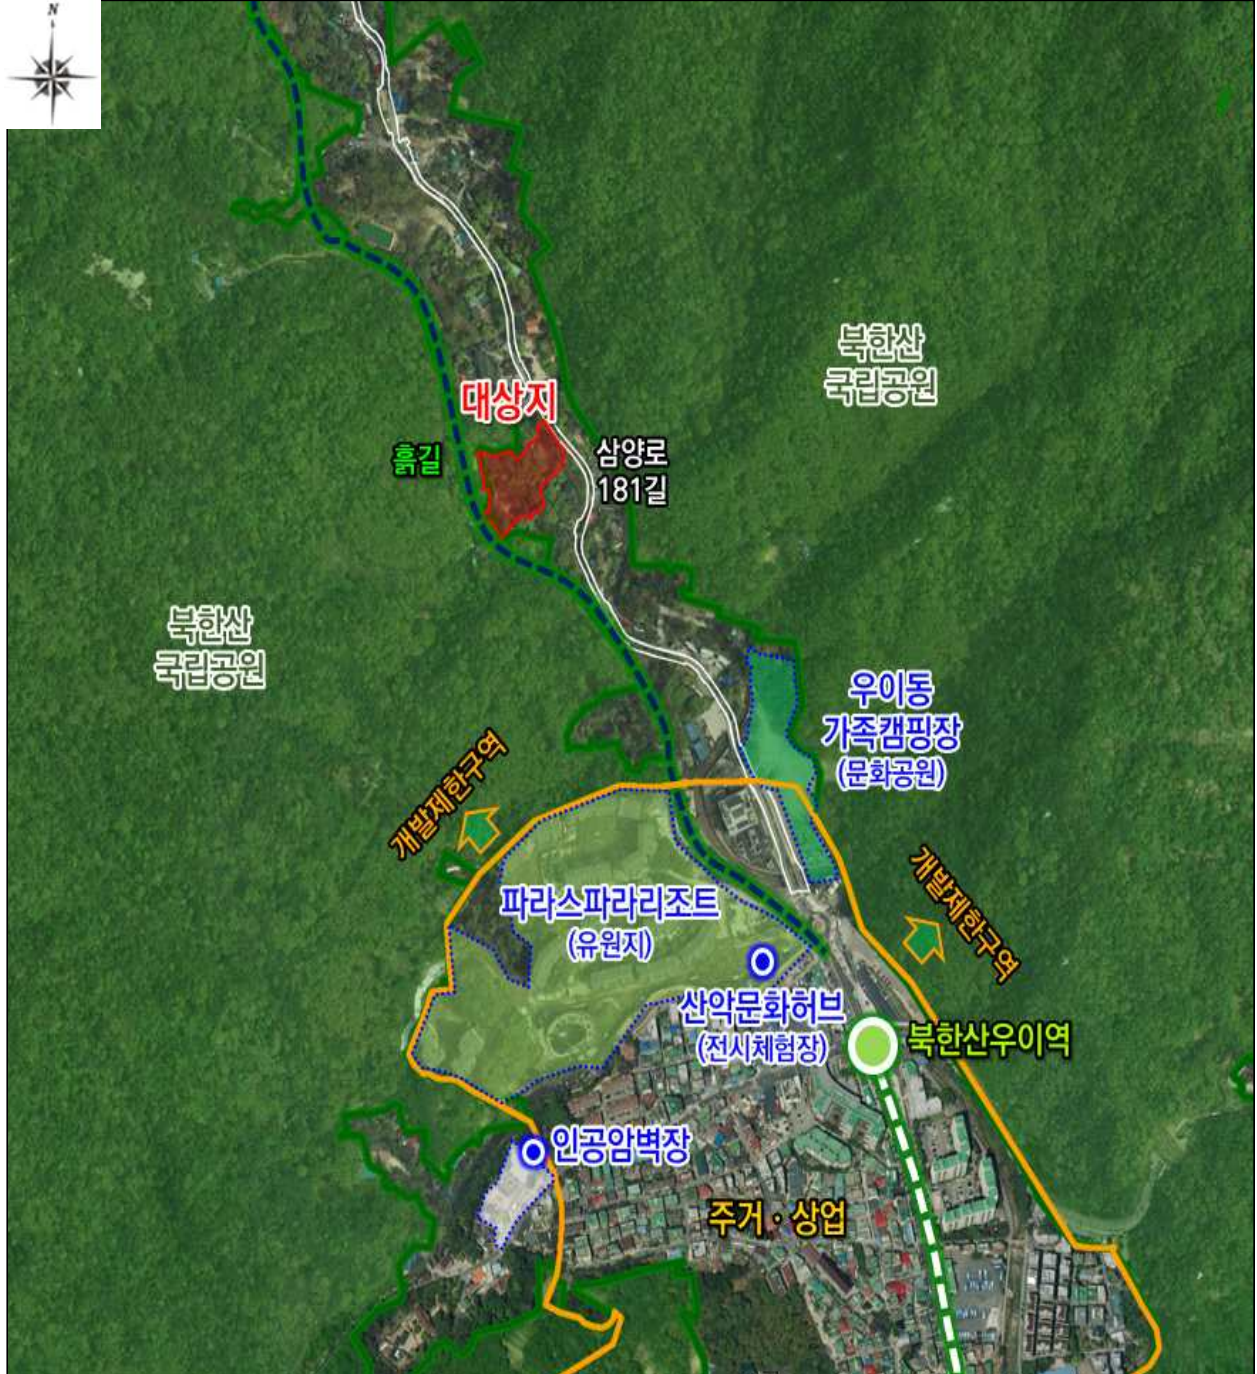 N
북한산
국립공원
대상지
흙길
삼양로
181길
북한산
국립공원
우이동
가족캠핑장
(문화공원)
개발제한구역
개발제한구역
파라스파라리조트
(유원지)
산악문화허브
(전시체험장)
북한산우이역
인공암벽장
주거·상업